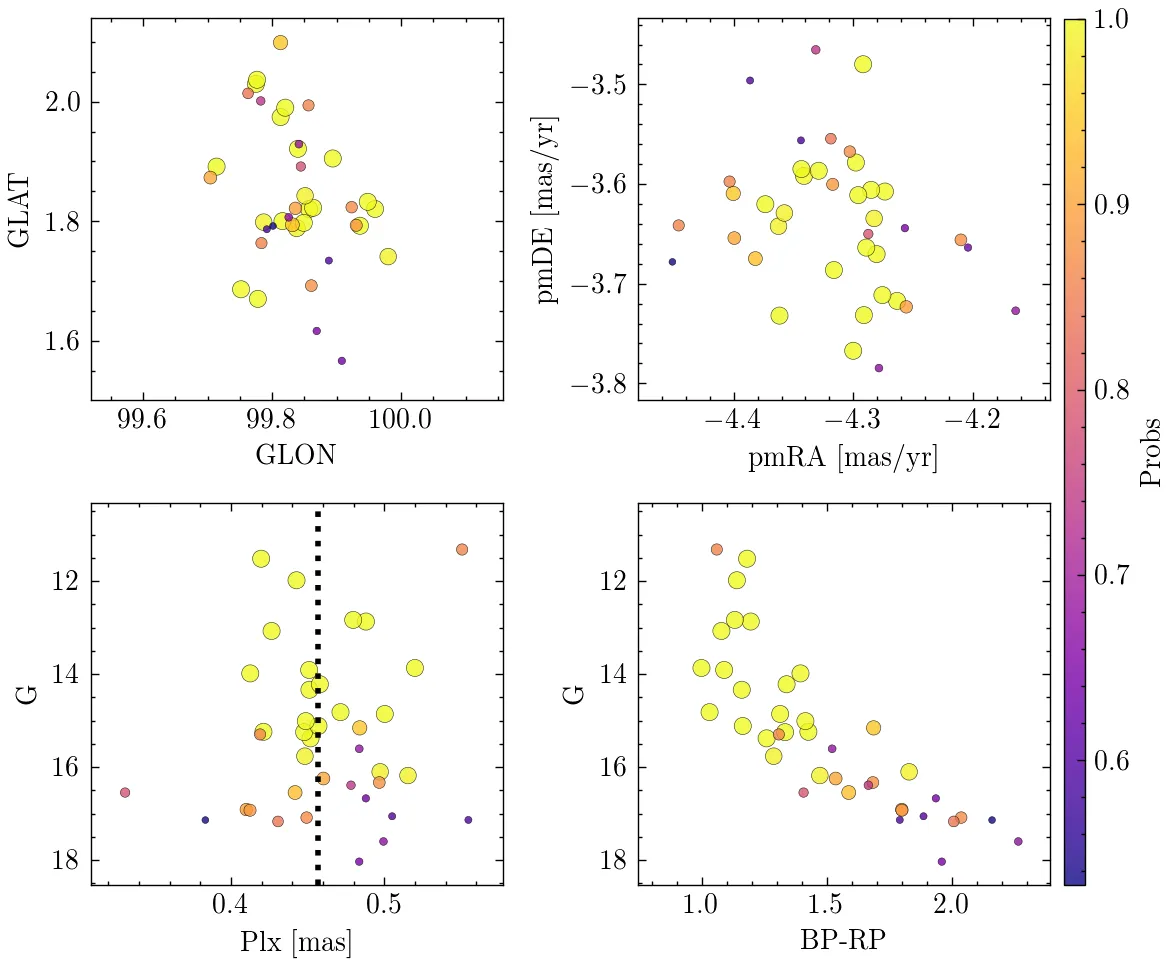 2.0
1.8
1.6
GLAT
99.6 99.8 100.0
GLON
−3.5
−3.6
−3.7
−3.8
pmDE [mas/yr]
−4.4 −4.3 −4.2
pmRA [mas/yr]
12
14
16
18
G
0.4 0.5
Plx [mas]
12
14
16
18
G
1.0 1.5 2.0
BP-RP
1.0
0.9
0.8
0.7
0.6
Probs